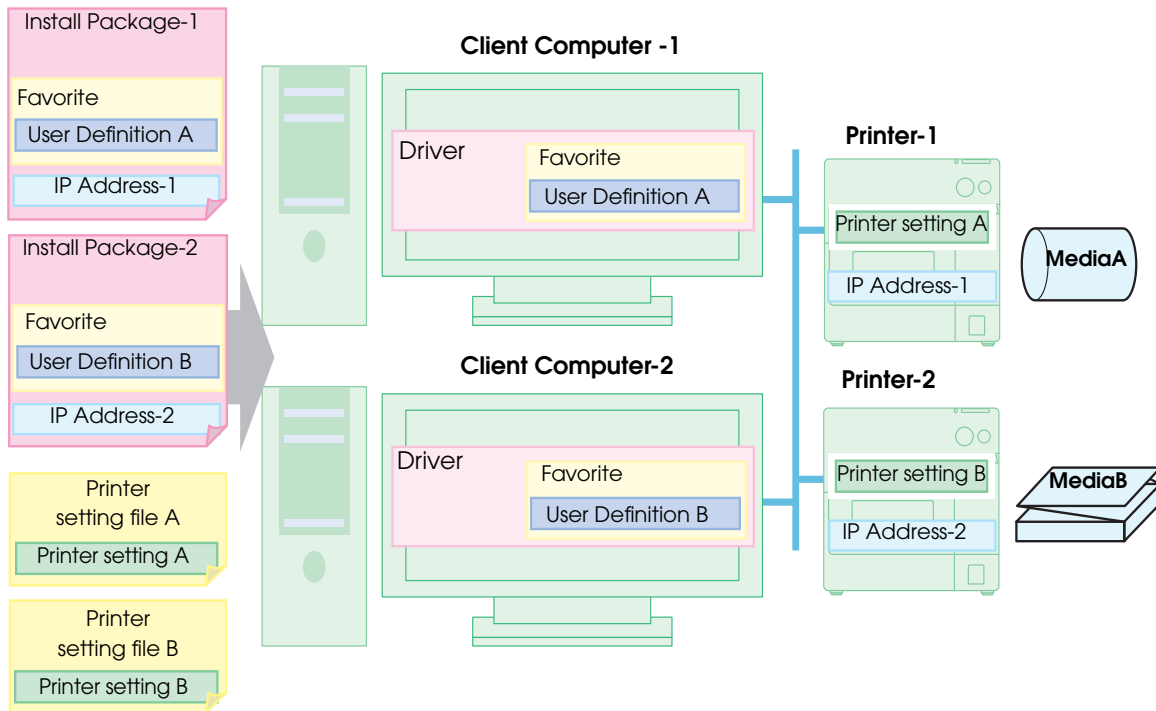 Install Package-1
Favorite
User Definition A
IP Address-1
Install Package-2
Favorite
User Definition B
IP Address-2
Printer
setting file A
Printer setting A
Printer
setting file B
Printer setting B
Client Computer -1
Driver
Favorite
User Definition A
Client Computer-2
Driver
Favorite
User Definition B
Printer-1
Printer setting A
IP Address-1
MediaA
Printer-2
Printer setting B
IP Address-2
MediaB